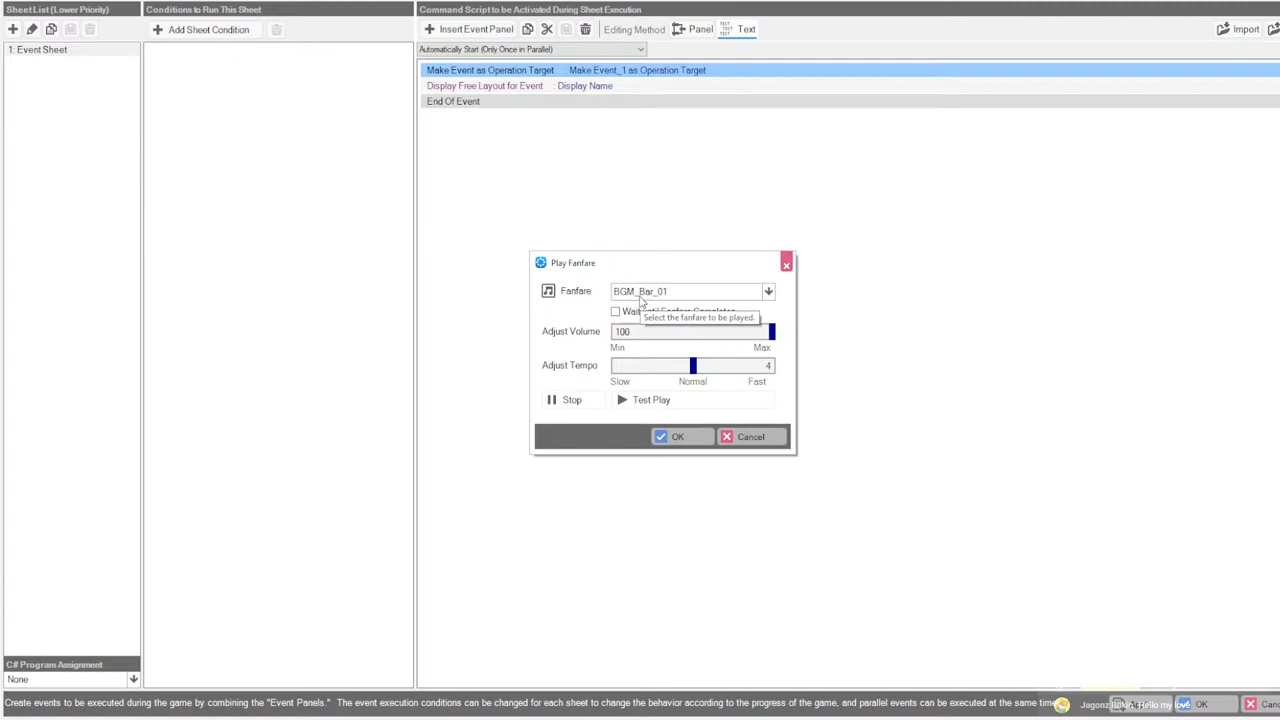 Sheet List (Lower Priority)
Conditions to Run This Sheet
Command Script to be Activated During Sheet Execution
Add Sheet Condition
Insert Event Panel
Editing Method
Panel
Text
Import
1: Event Sheet
Automatically Start (Only Once in Parallel)
Make Event as Operation Target : Make Event_1 as Operation Target
Display Free Layout for Event : Display Name
End Of Event
Play Fanfare
Fanfare
BGM_Bar_01
Select the fanfare to be played.
Adjust Volume 100
Min Max
Adjust Tempo 4
Slow Normal Fast
Stop Test Play
OK Cancel
C# Program Assignment
None
Create events to be executed during the game by combining the "Event Panels." The event execution conditions can be changed for each sheet to change the behavior according to the progress of the game, and parallel events can be executed at the same time
OK